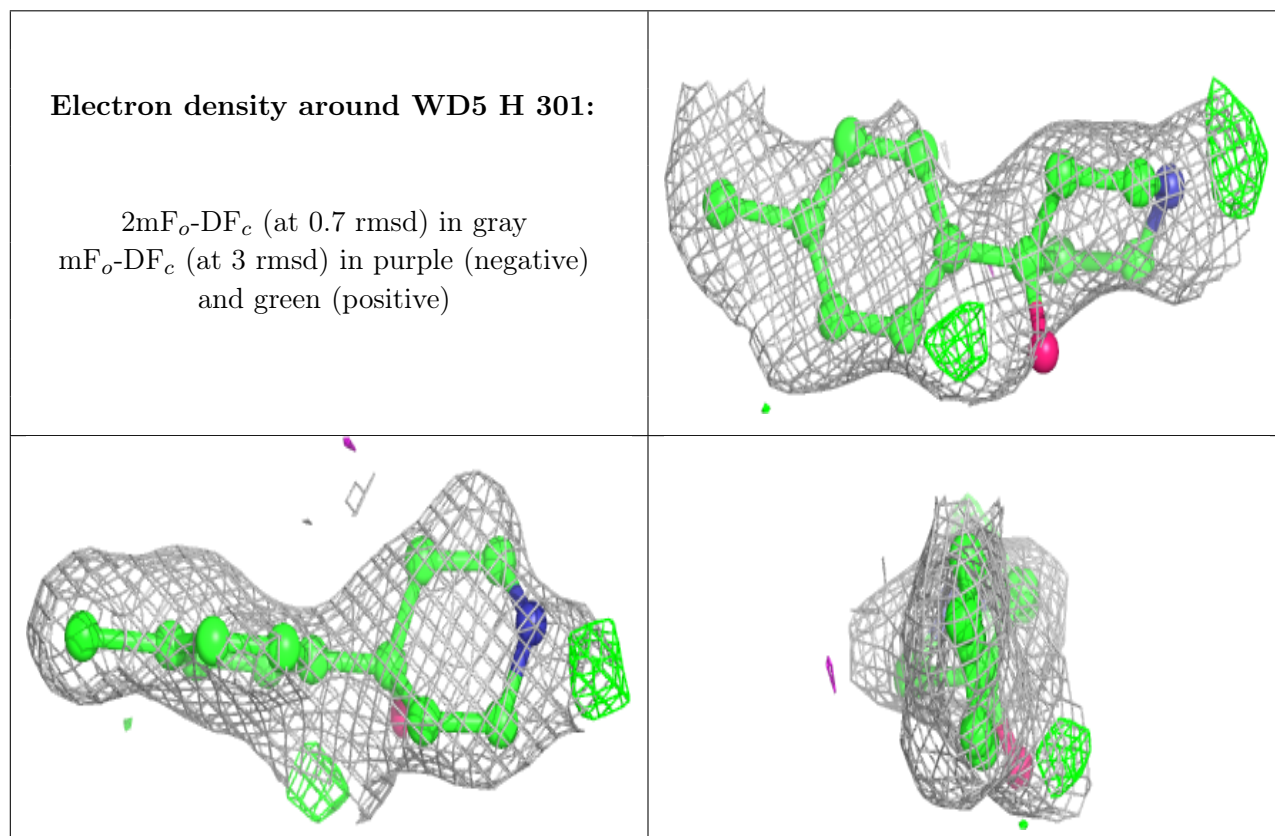 Electron density around WD5 H 301:
2mFₒ-DF𝒸 (at 0.7 rmsd) in gray
mFₒ-DF𝒸 (at 3 rmsd) in purple (negative)
and green (positive)